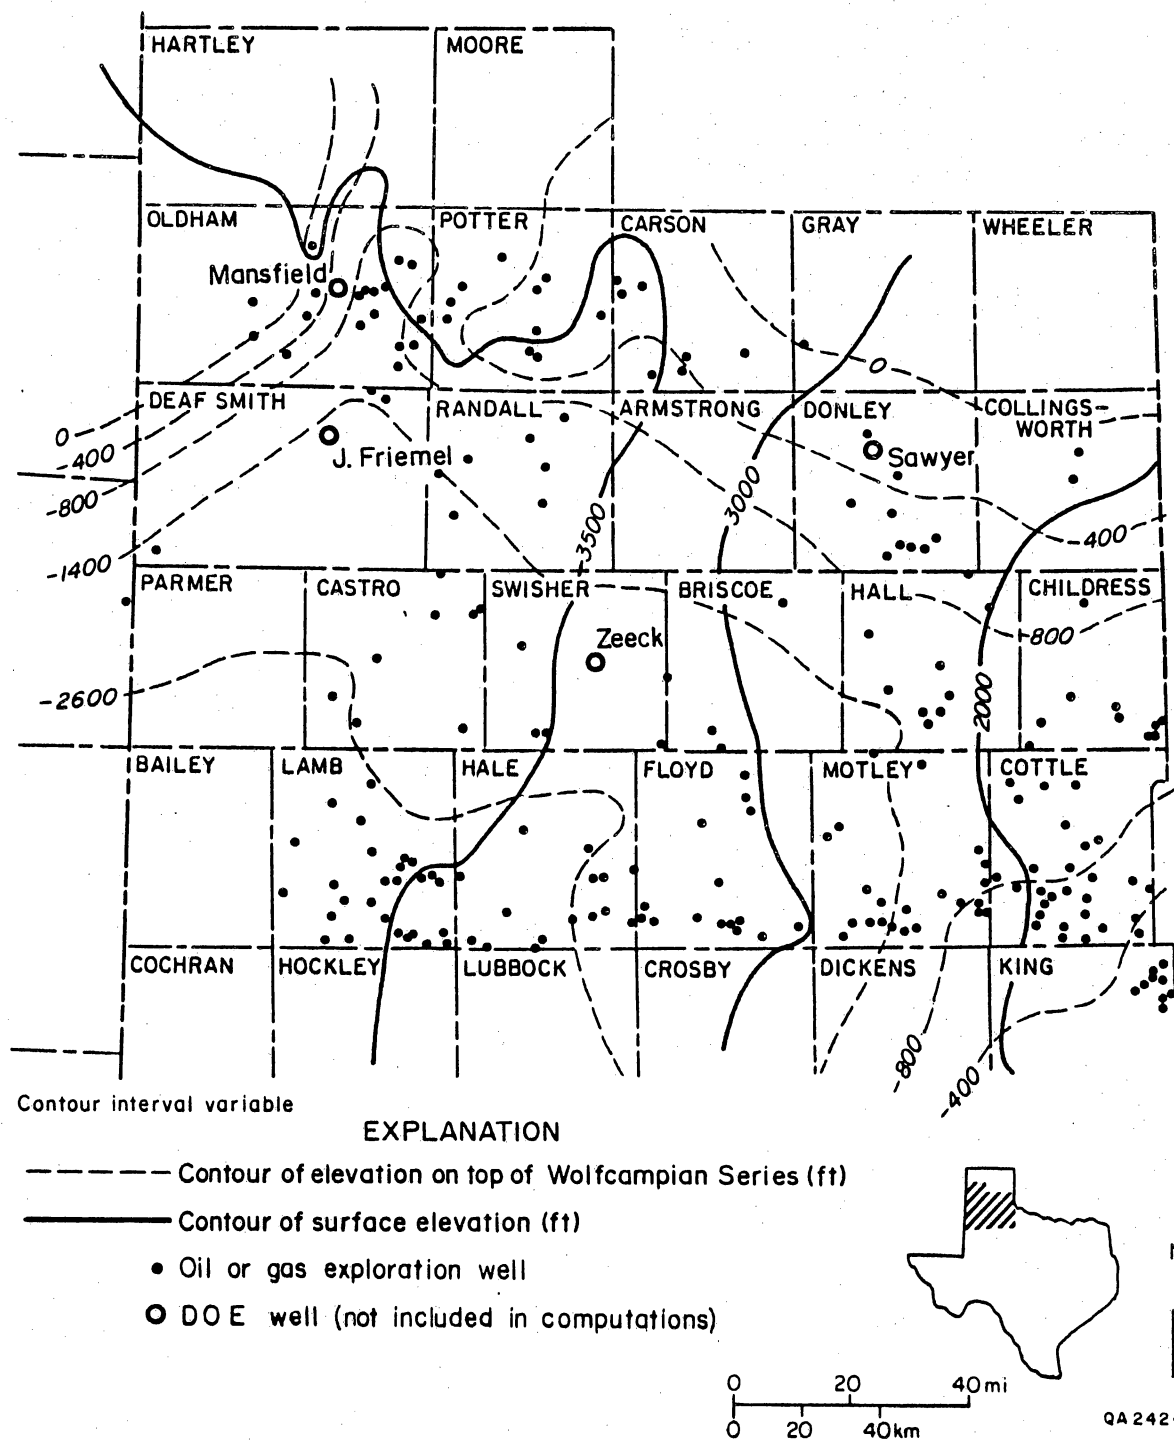 HARTLEY
MOORE
OLDHAM
POTTER
CARSON
GRAY
WHEELER
Mansfield
0
DEAF SMITH
RANDALL
ARMSTRONG
DONLEY
COLLINGS-
WORTH
0
-400
J. Friemel
Sawyer
-800
3000
3500
-400
-1400
PARMER
CASTRO
SWISHER
BRISCOE
HALL
CHILDRESS
Zeeck
-800
-2600
2000
BAILEY
LAMB
HALE
FLOYD
MOTLEY
COTTLE
COCHRAN
HOCKLEY
LUBBOCK
CROSBY
DICKENS
KING
-800
-400
Contour interval variable
EXPLANATION
Contour of elevation on top of Wolfcampian Series (ft)
Contour of surface elevation (ft)
Oil or gas exploration well
DOE well (not included in computations)
0 20 40 mi
0 20 40 km
QA 242